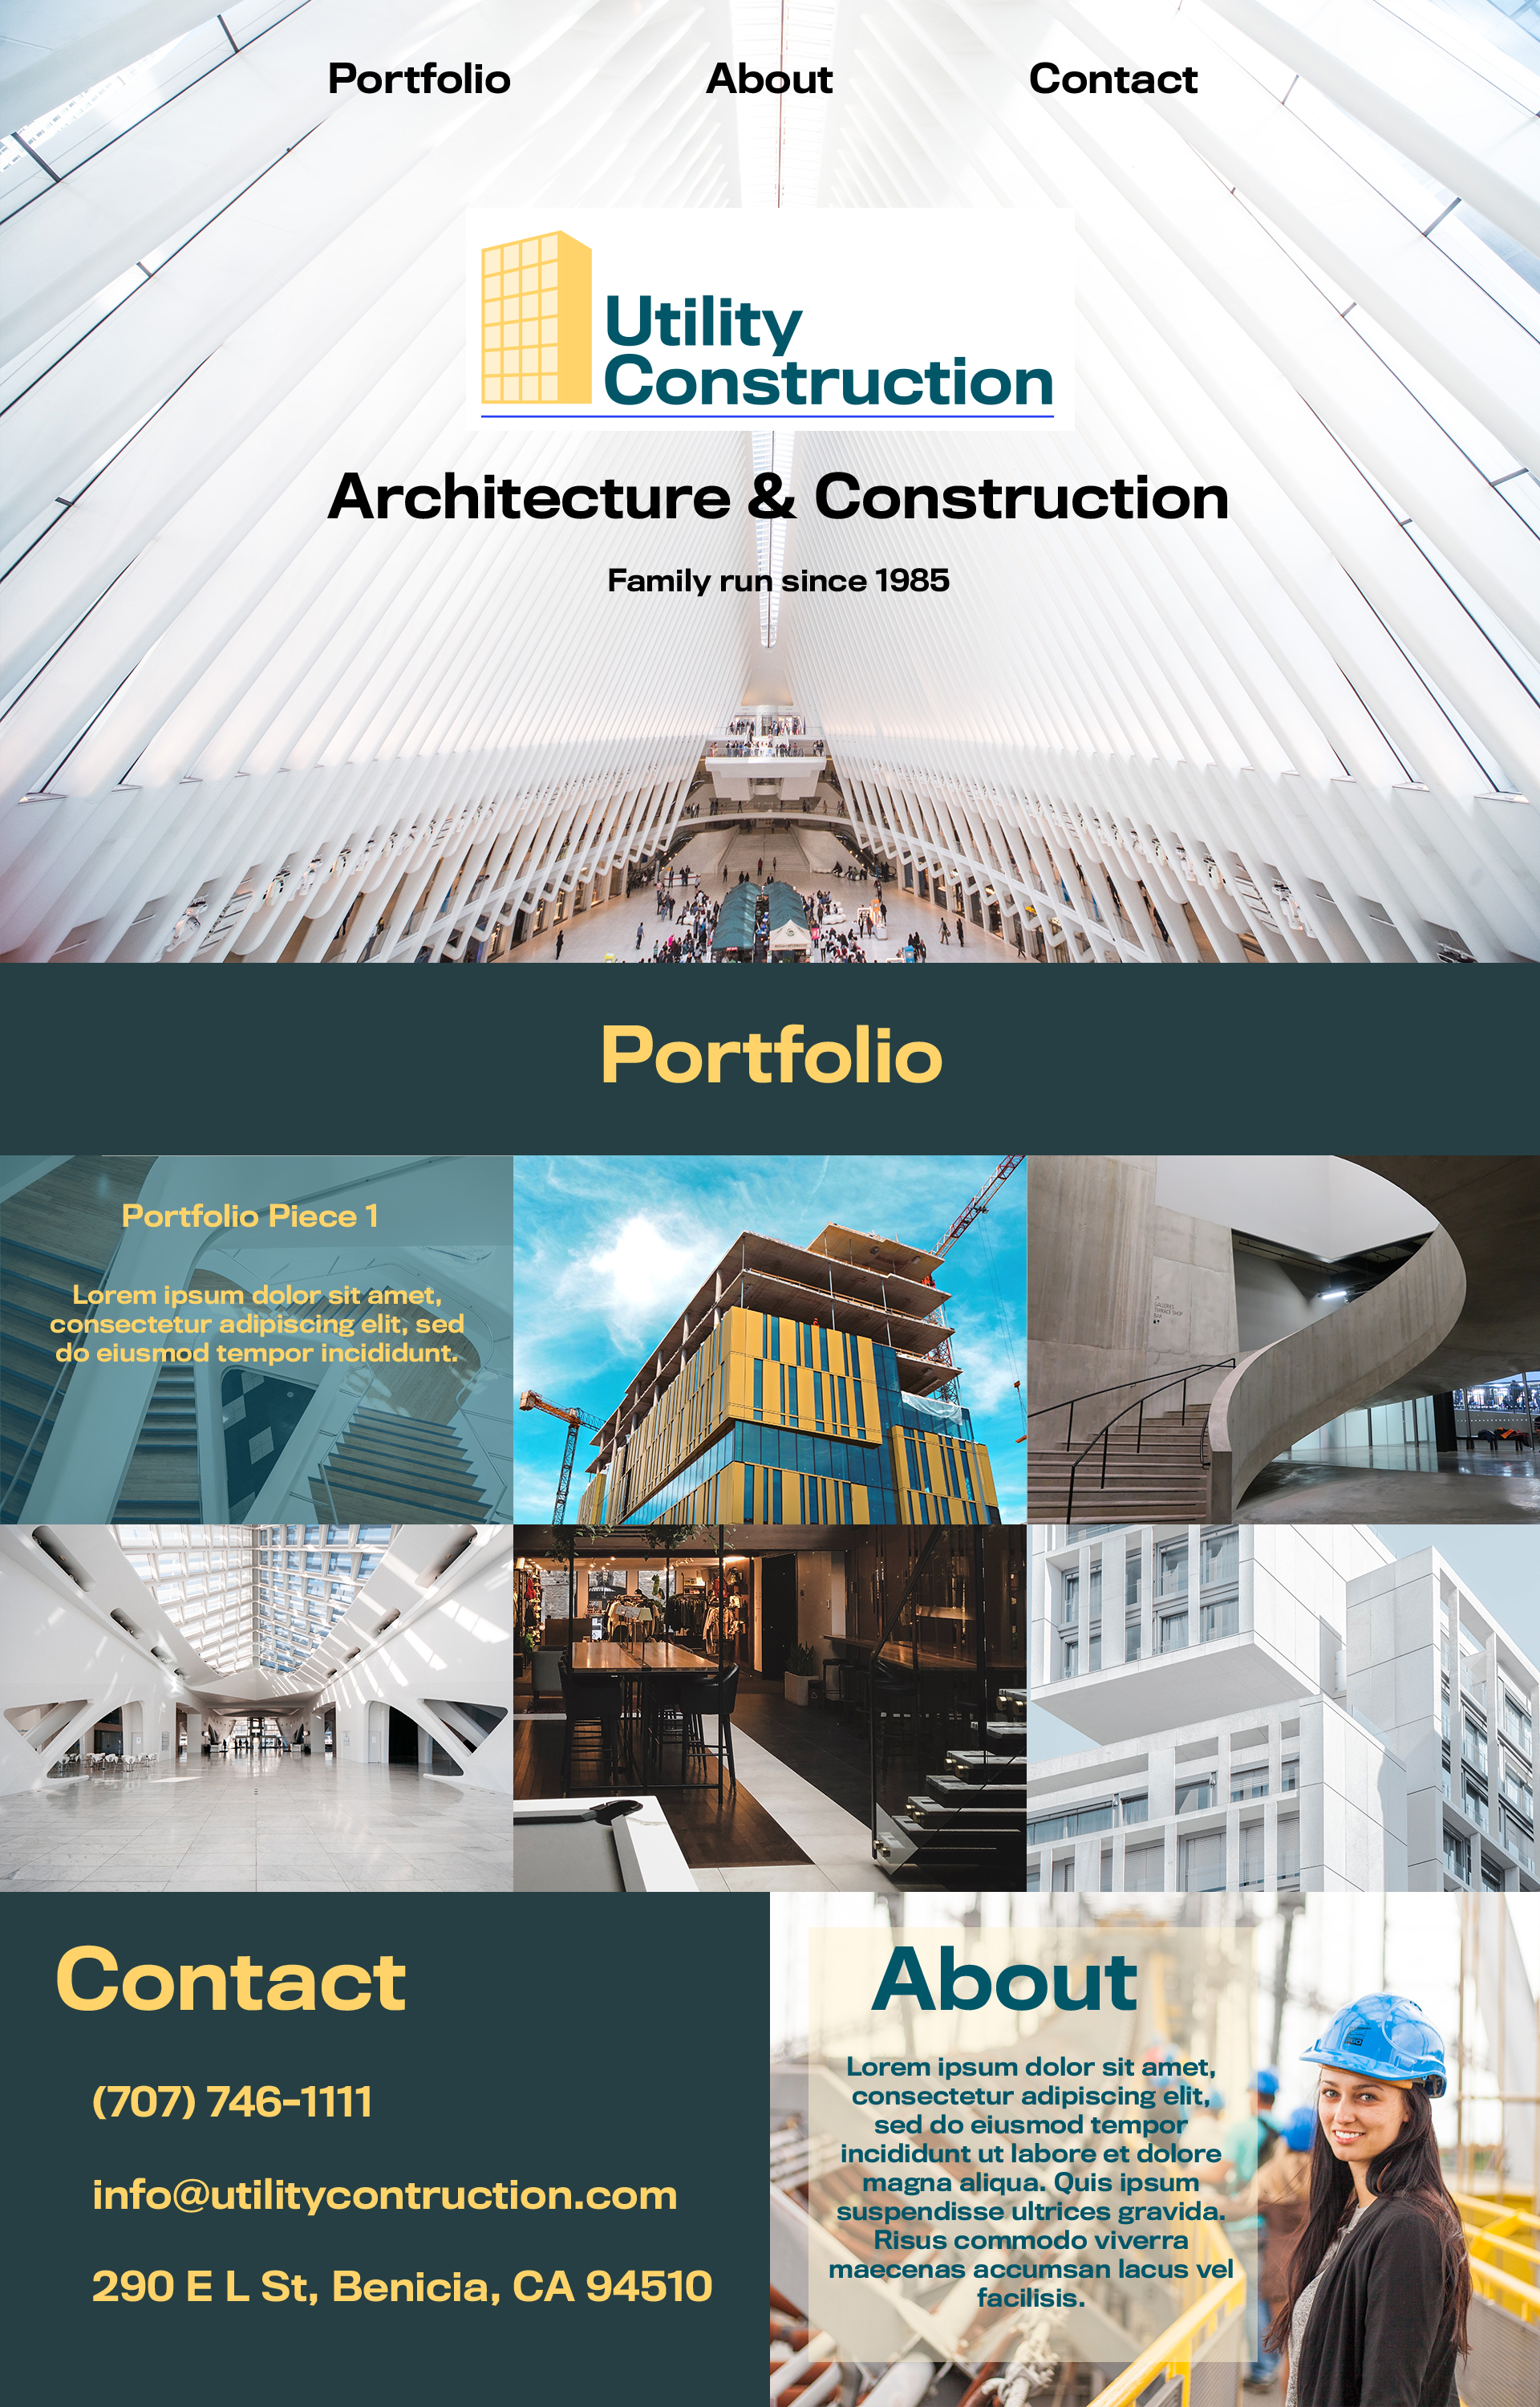 Portfolio About Contact
Utility
Construction
Architecture & Construction
Family run since 1985
Portfolio
Portfolio Piece 1
Lorem ipsum dolor sit amet,
consectetur adipiscing elit, sed
do eiusmod tempor incididunt.
Contact
(707) 746-1111
info@utilitycontruction.com
290 E L St, Benicia, CA 94510
About
Lorem ipsum dolor sit amet,
consectetur adipiscing elit,
sed do eiusmod tempor
incididunt ut labore et dolore
magna aliqua. Quis ipsum
suspendisse ultrices gravida.
Risus commodo viverra
maecenas accumsan lacus vel
facilisis.